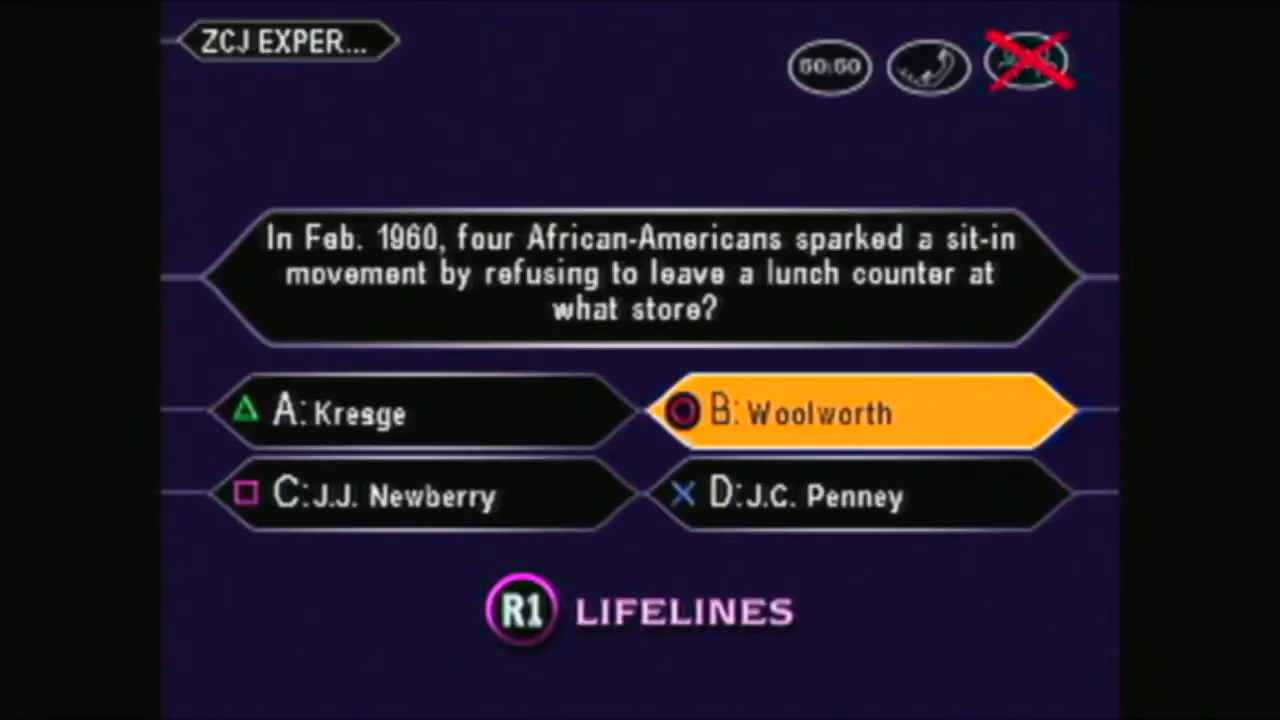 ZCJ EXPER...
50:50
In Feb. 1960, four African-Americans sparked a sit-in
movement by refusing to leave a lunch counter at
what store?
A: Kresge
B: Woolworth
C: J.J. Newberry
D: J.C. Penney
R1 LIFELINES